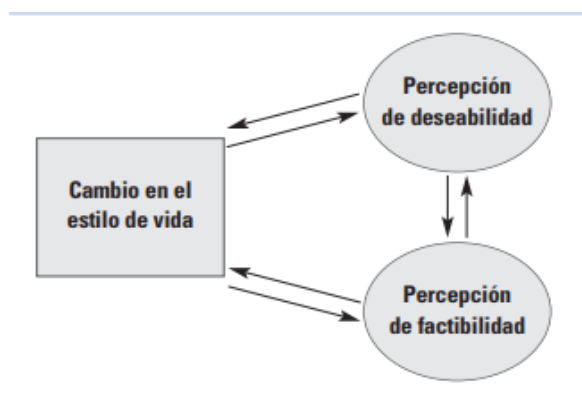 Percepción
de deseabilidad
Cambio en el
estilo de vida
Percepción
de factibilidad